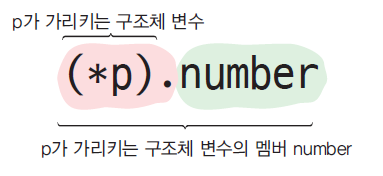 p가 가리키는 구조체 변수
(*p).number
p가 가리키는 구조체 변수의 멤버 number